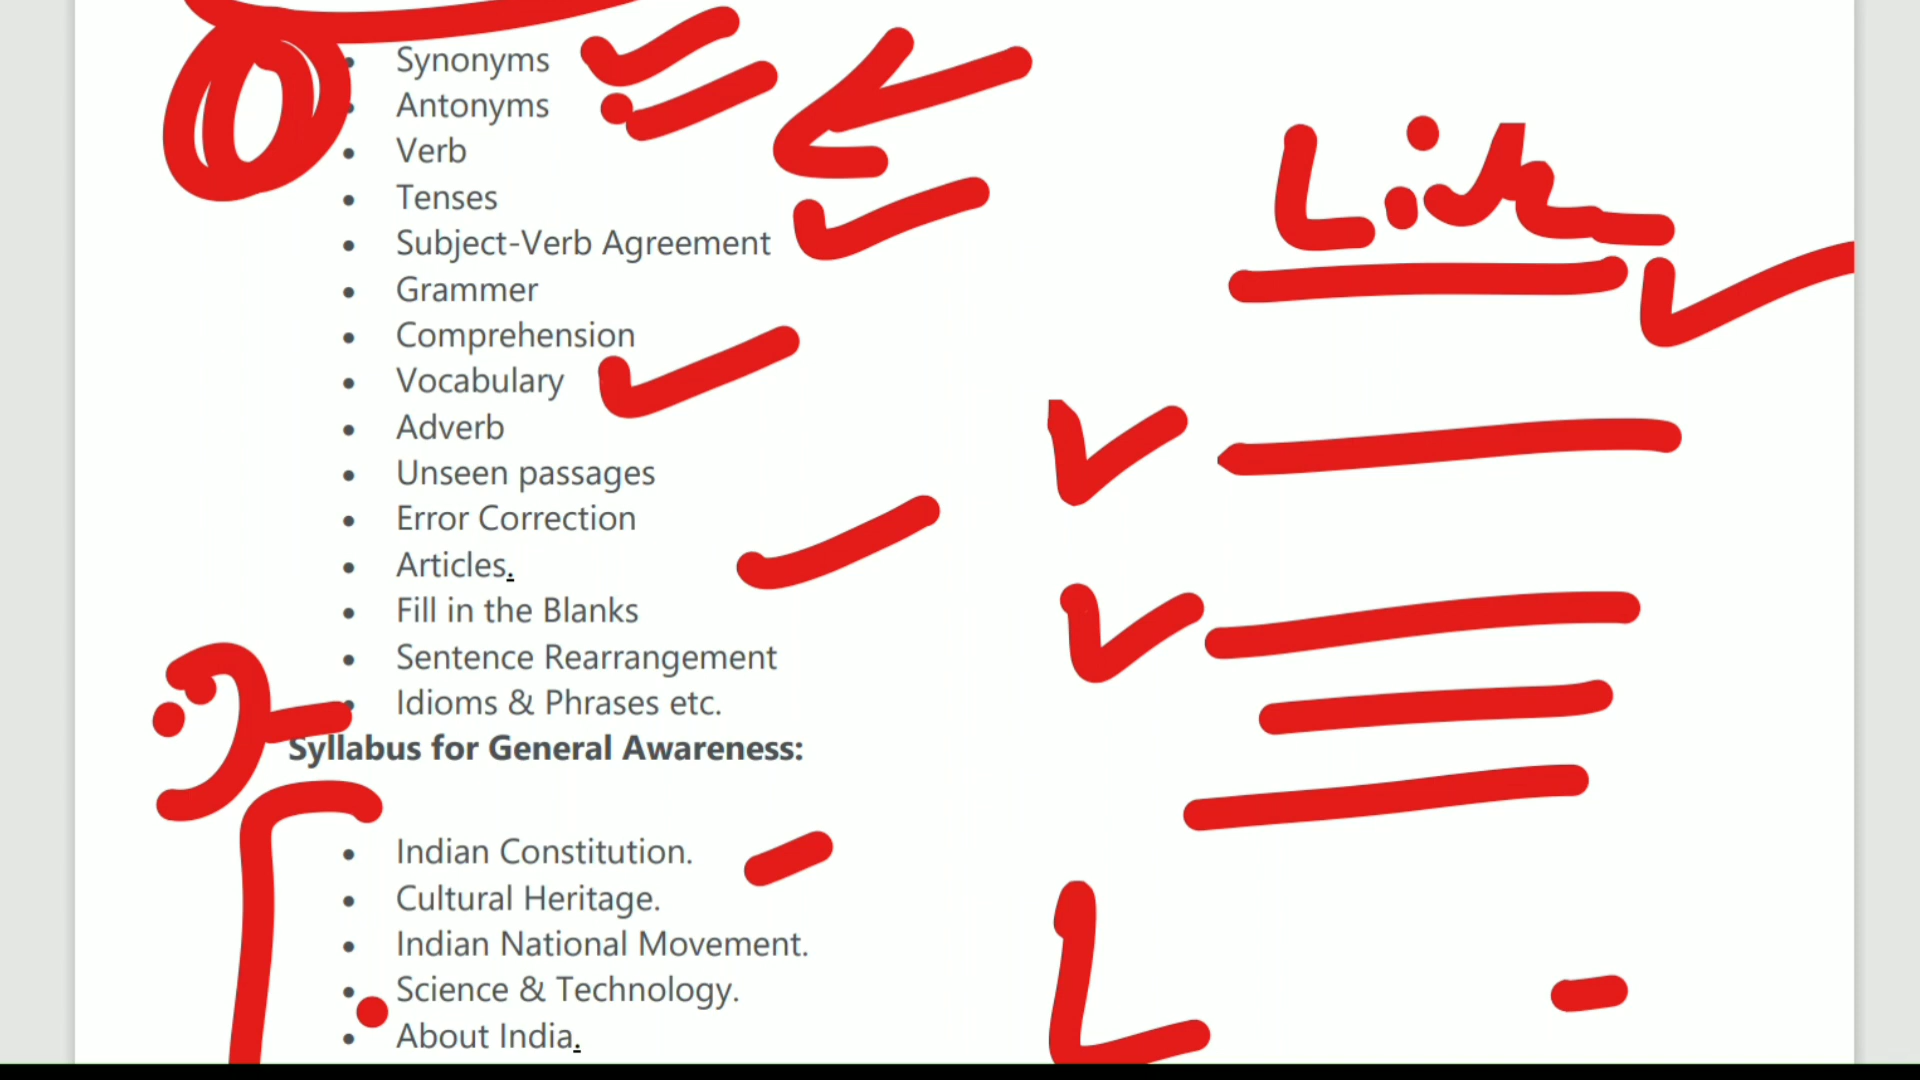 Synonyms
Antonyms
Verb
Tenses
Subject-Verb Agreement
Grammer
Comprehension
Vocabulary
Adverb
Unseen passages
Error Correction
Articles.
Fill in the Blanks
Sentence Rearrangement
Idioms & Phrases etc.
Syllabus for General Awareness:
Indian Constitution.
Cultural Heritage.
Indian National Movement.
Science & Technology.
About India.